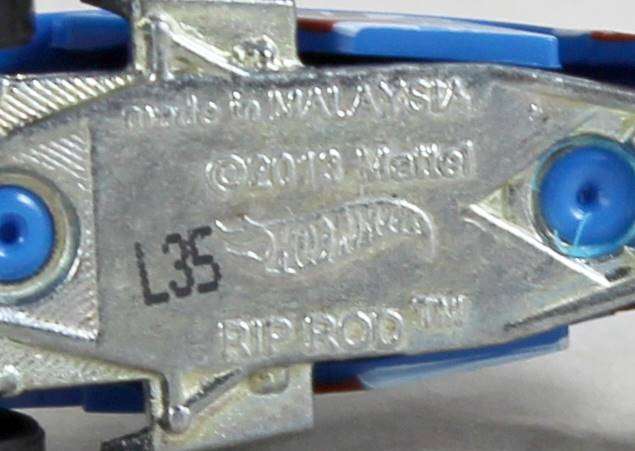 made in MALAYSIA
©2013 Mattel
Hot Wheels
L35
RIP ROD™